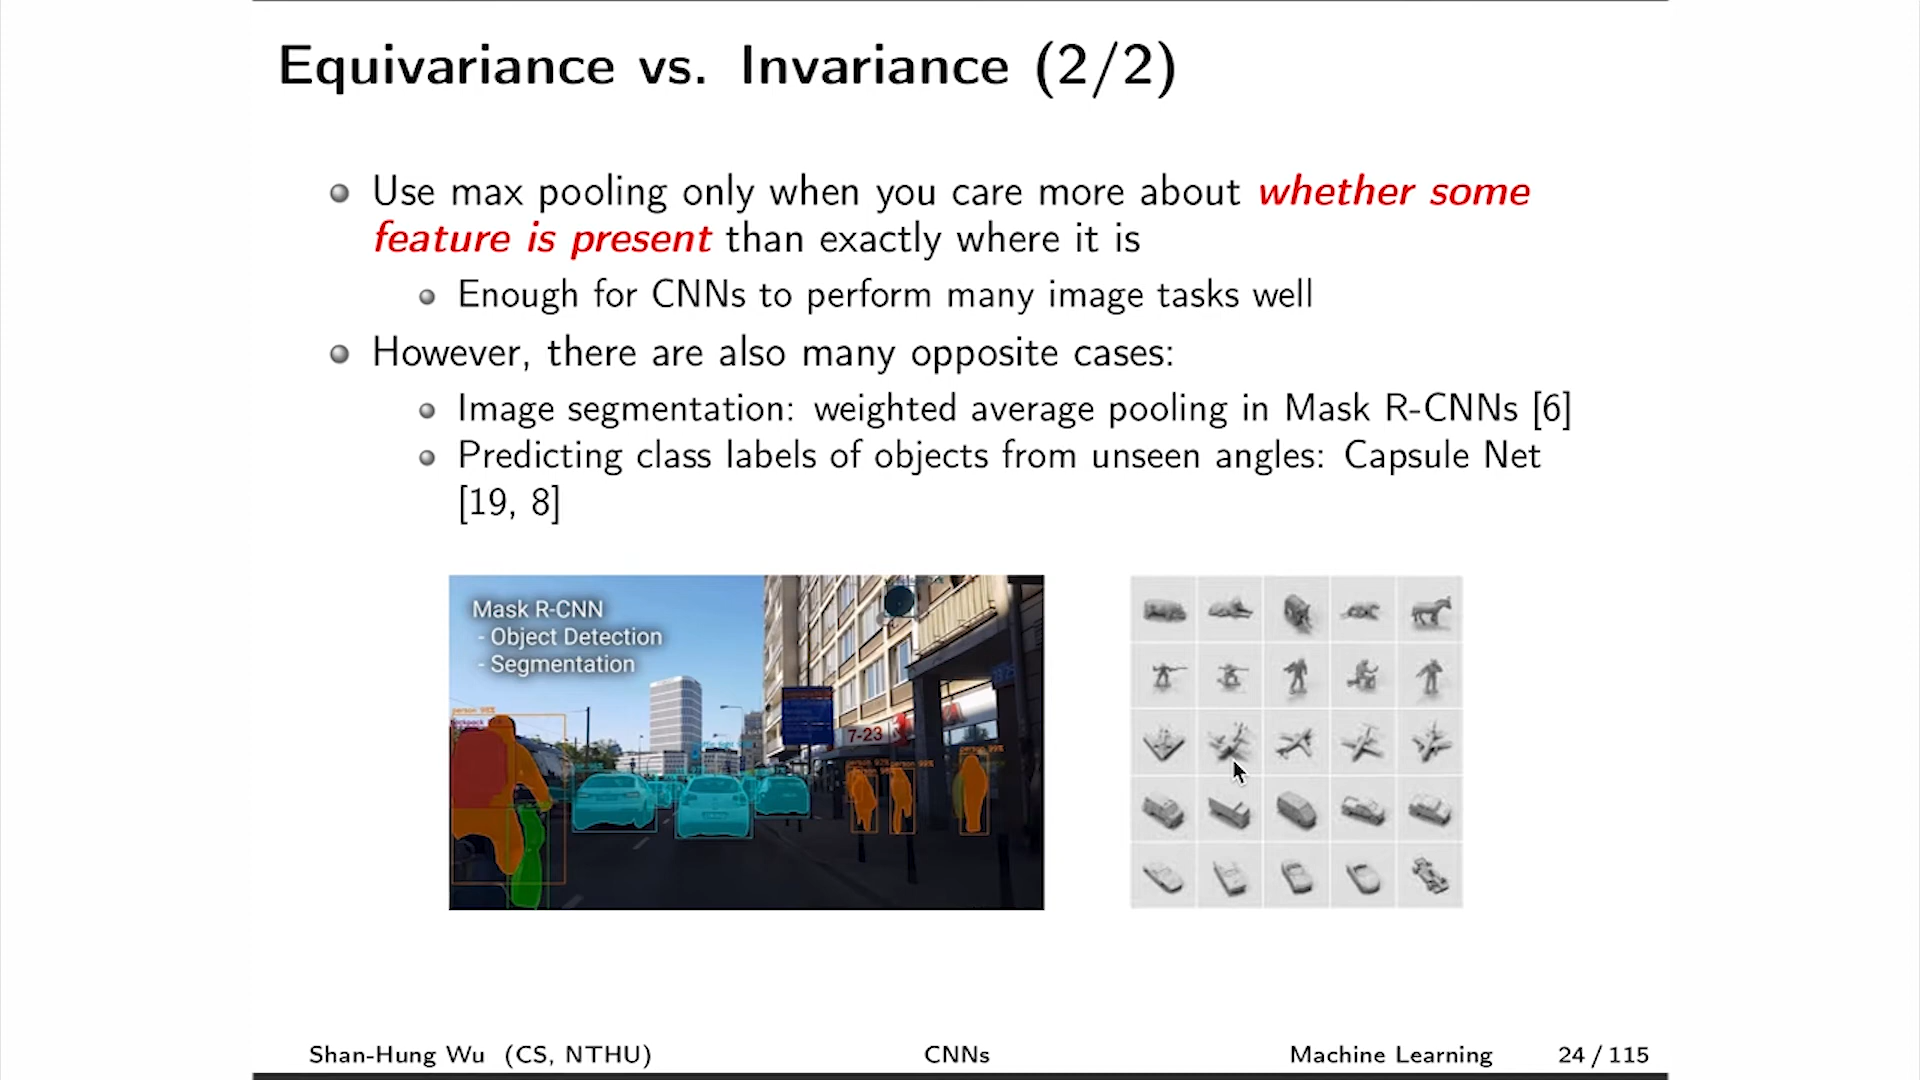 Equivariance vs. Invariance (2/2)
Use max pooling only when you care more about whether some
feature is present than exactly where it is
Enough for CNNs to perform many image tasks well
However, there are also many opposite cases:
Image segmentation: weighted average pooling in Mask R-CNNs [6]
Predicting class labels of objects from unseen angles: Capsule Net
[19, 8]
Mask R-CNN
- Object Detection
- Segmentation
7-23
Shan-Hung Wu (CS, NTHU)
CNNs
Machine Learning
24 / 115